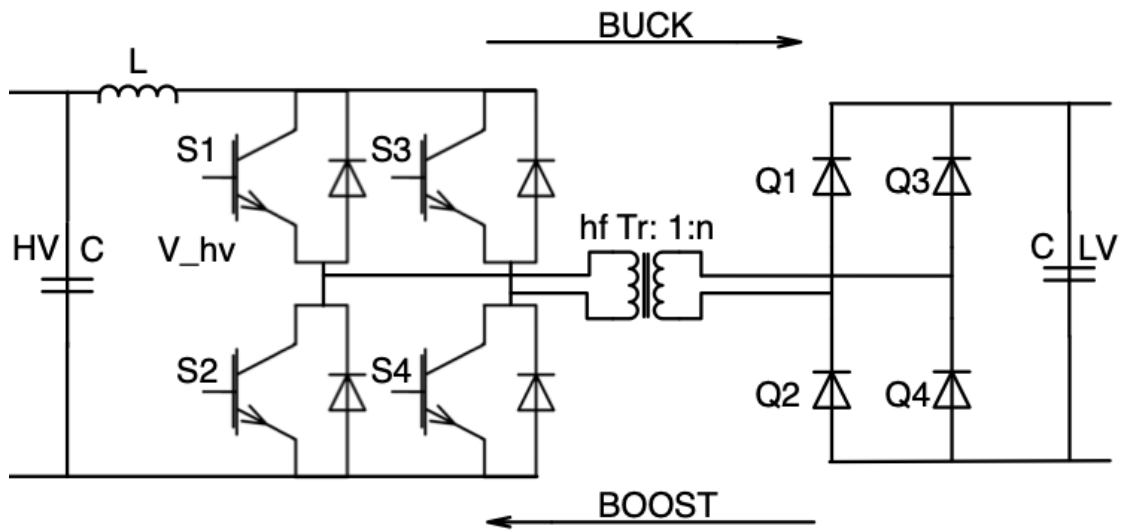 BUCK
L
S1
S3
Q1
Q3
hf Tr: 1:n
HV
C
V_hv
C
LV
S2
S4
Q2
Q4
BOOST